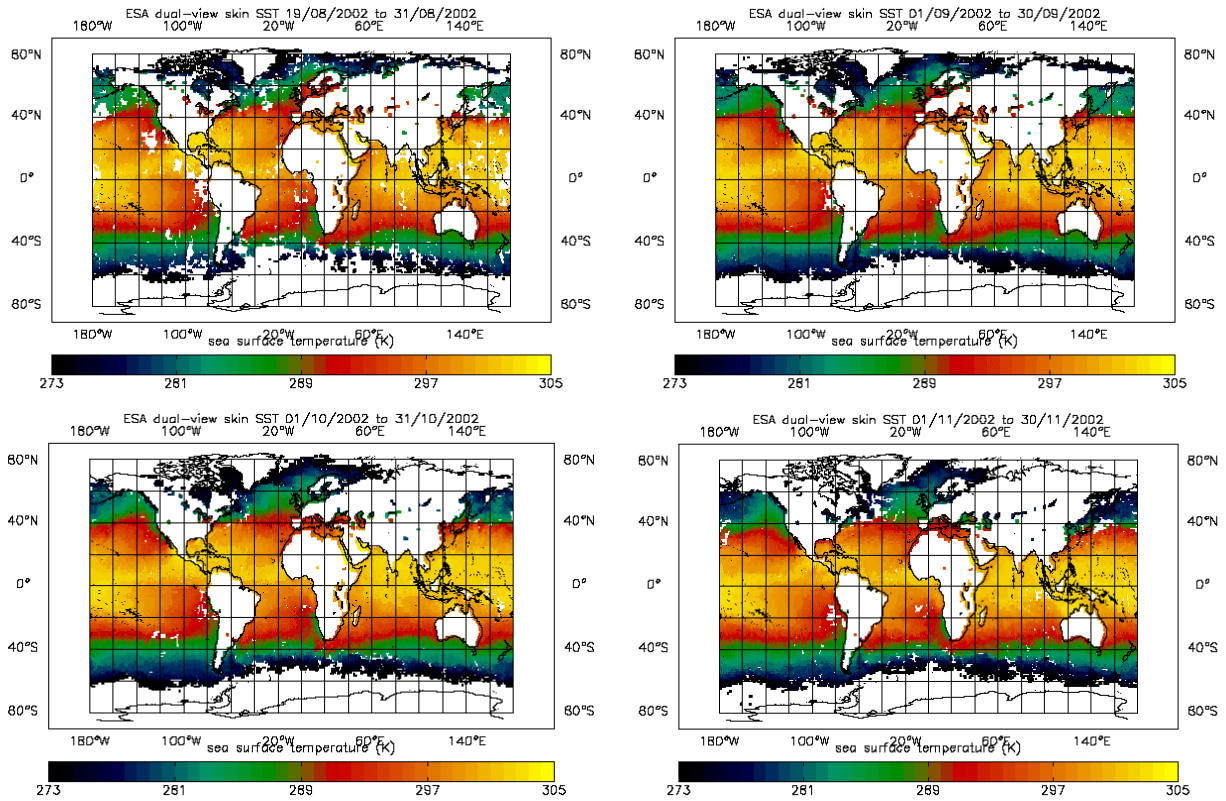 ESA dual-view skin SST 19/08/2002 to 31/08/2002
180°W 100°W 20°W 60°E 140°E
80°N 80°N
40°N 40°N
0° 0°
40°S 40°S
80°S 80°S
180°W 100°W 20°W 60°E 140°E
sea surface temperature (K)
273 281 289 297 305
ESA dual-view skin SST 01/09/2002 to 30/09/2002
180°W 100°W 20°W 60°E 140°E
80°N 80°N
40°N 40°N
0° 0°
40°S 40°S
80°S 80°S
180°W 100°W 20°W 60°E 140°E
sea surface temperature (K)
273 281 289 297 305
ESA dual-view skin SST 01/10/2002 to 31/10/2002
180°W 100°W 20°W 60°E 140°E
80°N 80°N
40°N 40°N
0° 0°
40°S 40°S
80°S 80°S
180°W 100°W 20°W 60°E 140°E
sea surface temperature (K)
273 281 289 297 305
ESA dual-view skin SST 01/11/2002 to 30/11/2002
180°W 100°W 20°W 60°E 140°E
80°N 80°N
40°N 40°N
0° 0°
40°S 40°S
80°S 80°S
180°W 100°W 20°W 60°E 140°E
sea surface temperature (K)
273 281 289 297 305